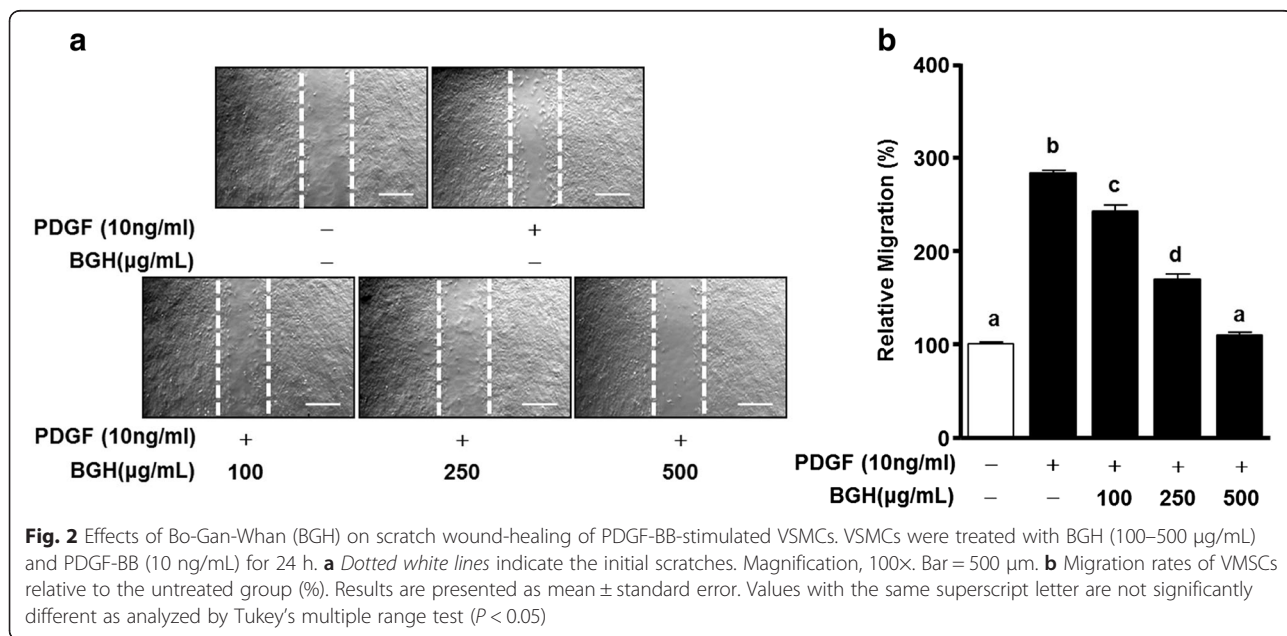 a
PDGF (10ng/ml) – +
BGH(µg/mL) – –
PDGF (10ng/ml) + + +
BGH(µg/mL) 100 250 500
b
Relative Migration (%)
400
300
200
100
0
a b c d a
PDGF (10ng/ml) – + + + +
BGH(µg/mL) – – 100 250 500
Fig. 2 Effects of Bo-Gan-Whan (BGH) on scratch wound-healing of PDGF-BB-stimulated VSMCs. VSMCs were treated with BGH (100–500 µg/mL)
and PDGF-BB (10 ng/mL) for 24 h. a Dotted white lines indicate the initial scratches. Magnification, 100×. Bar = 500 µm. b Migration rates of VMSCs
relative to the untreated group (%). Results are presented as mean ± standard error. Values with the same superscript letter are not significantly
different as analyzed by Tukey's multiple range test (P < 0.05)